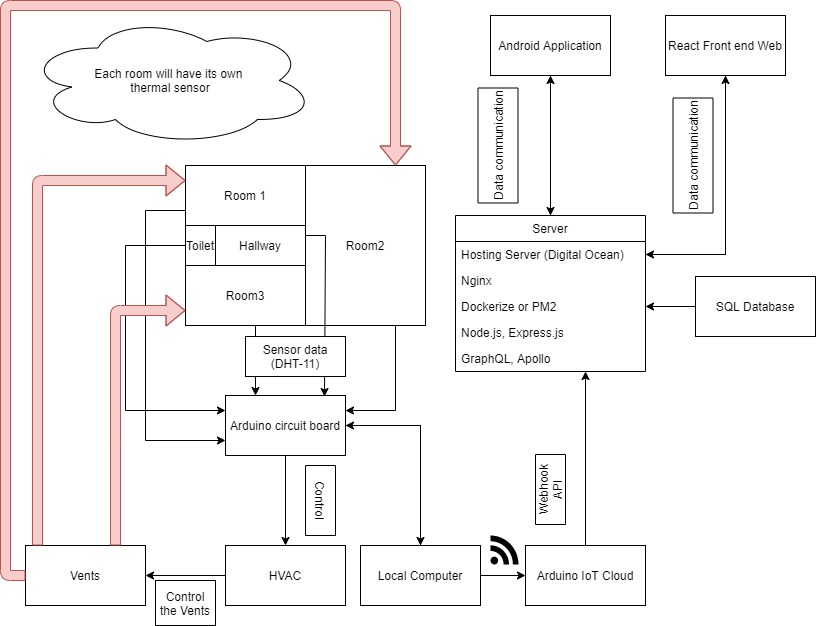 Each room will have its own
thermal sensor
Android Application
React Front end Web
Data communication
Data communication
Room 1
Toilet
Hallway
Room2
Room3
Server
Hosting Server (Digital Ocean)
Nginx
Dockerize or PM2
Node.js, Express.js
GraphQL, Apollo
SQL Database
Sensor data
(DHT-11)
Arduino circuit board
Control
Webhook
API
Vents
HVAC
Local Computer
Arduino IoT Cloud
Control
the Vents